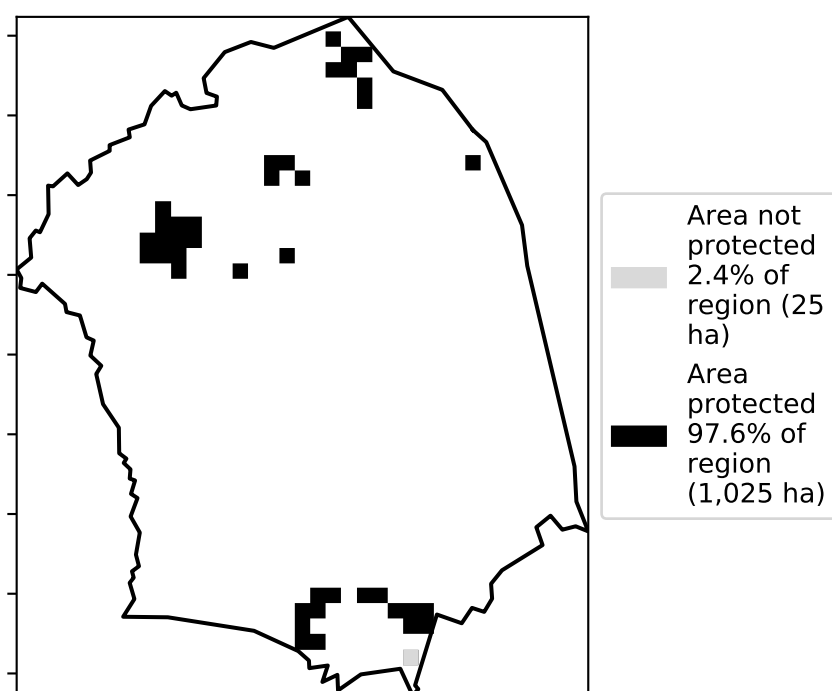 Area not
protected
2.4% of
region (25
ha)
Area
protected
97.6% of
region
(1,025 ha)